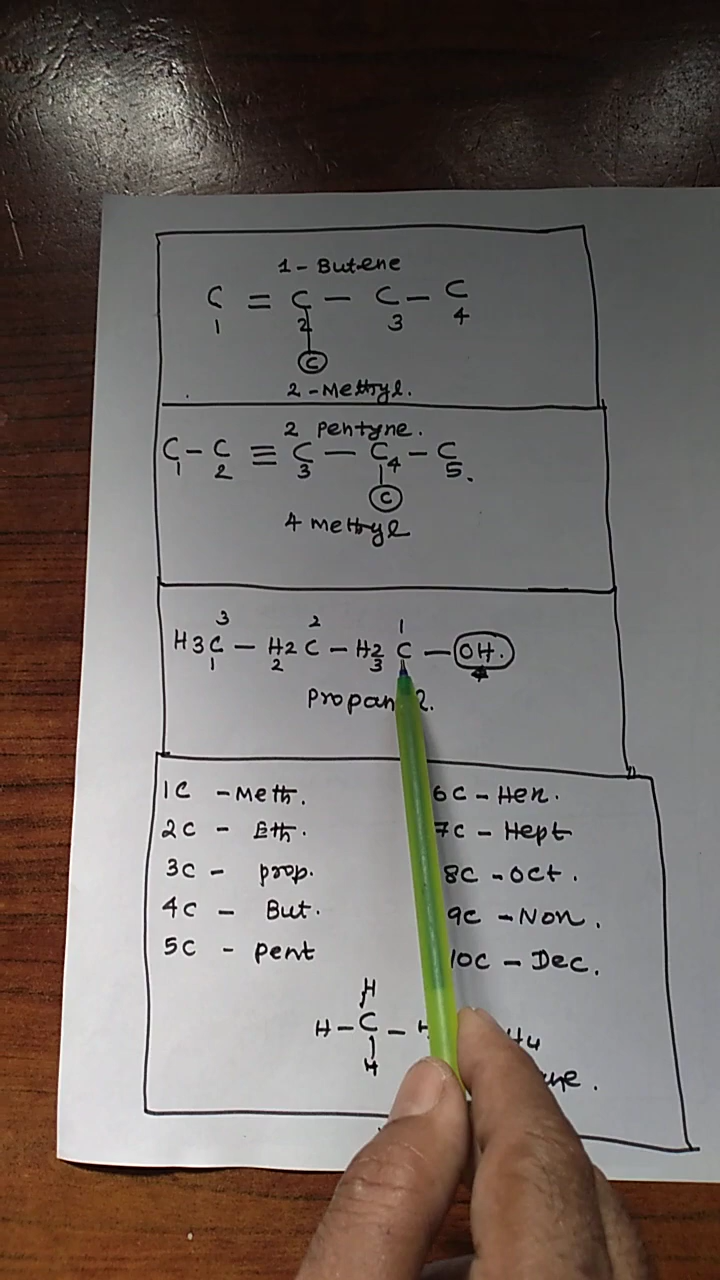 1 - Butene
C = C - C - C
1 2 3 4
C
2 - Methyl.
2 Pentyne.
C - C ≡ C - C - C
1 2 3 4 5.
C
4 Methyl
3 2 1
H3C - H2C - H2C - OH.
1 2 3
1C - Meth. 6C - Hex.
2C - Eth. 7C - Hept
3C - prop. 8C - Oct.
4C - But. 9C - Non.
5C - pent 10C - Dec.
H
H - C -
H